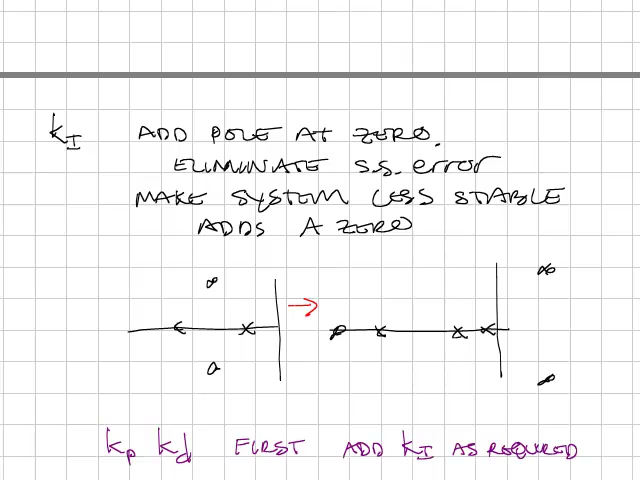 kI ADD POLE AT ZERO.
ELIMINATE s.s. error
MAKE SYSTEM LESS STABLE
ADDS A ZERO
kp kd FIRST ADD kI AS REQUIRED